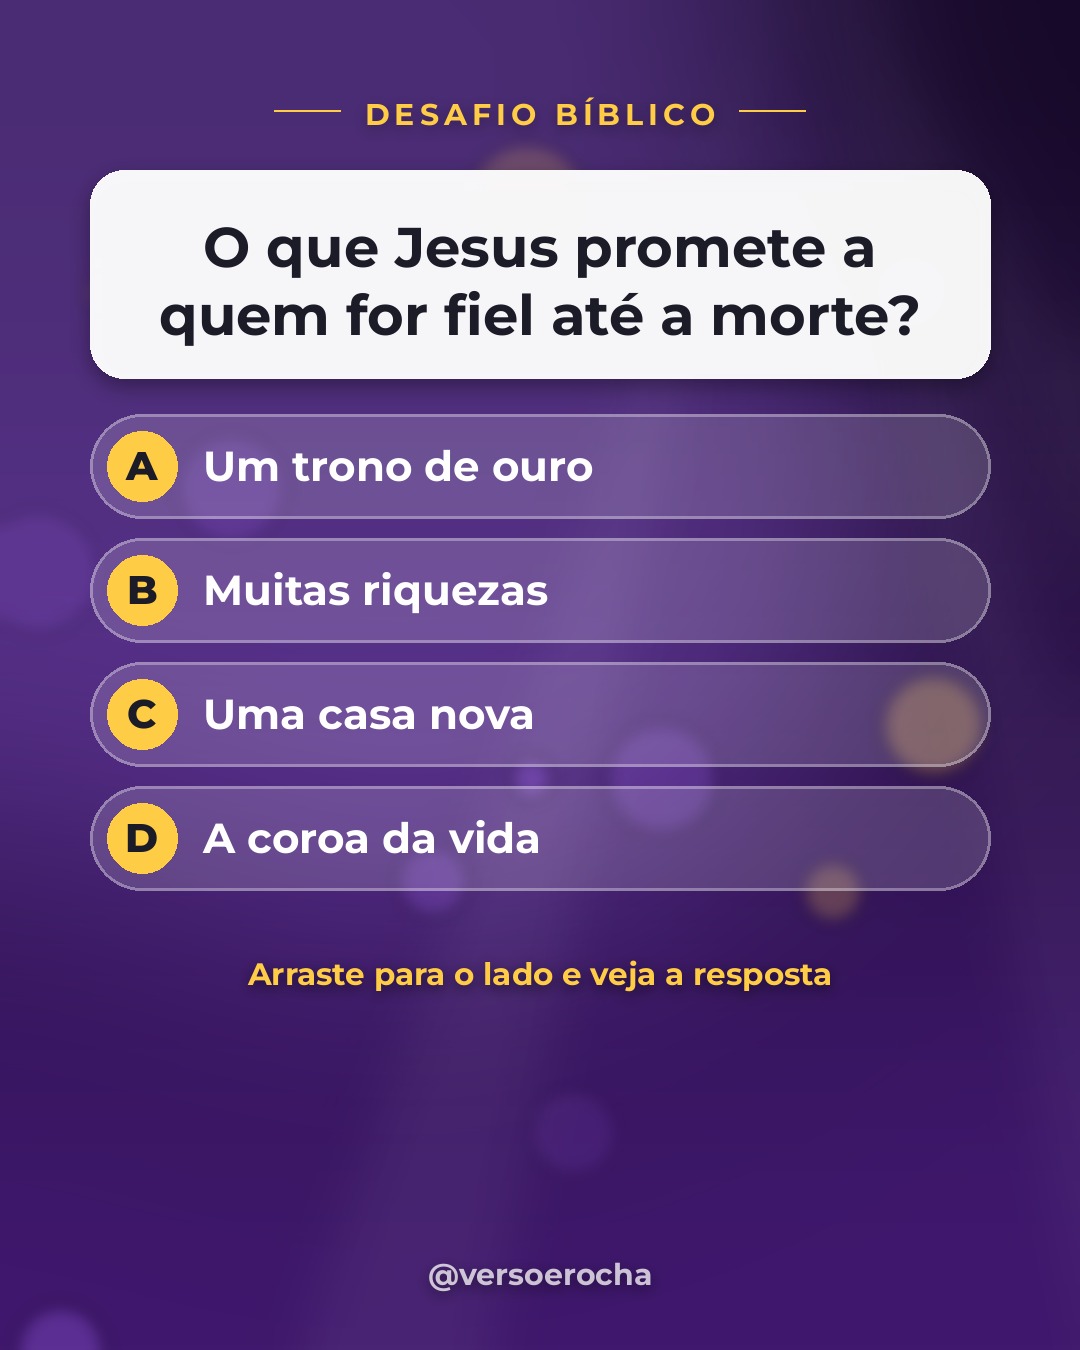 DESAFIO BÍBLICO
O que Jesus promete a
quem for fiel até a morte?
A Um trono de ouro
B Muitas riquezas
C Uma casa nova
D A coroa da vida
Arraste para o lado e veja a resposta
@versoerocha